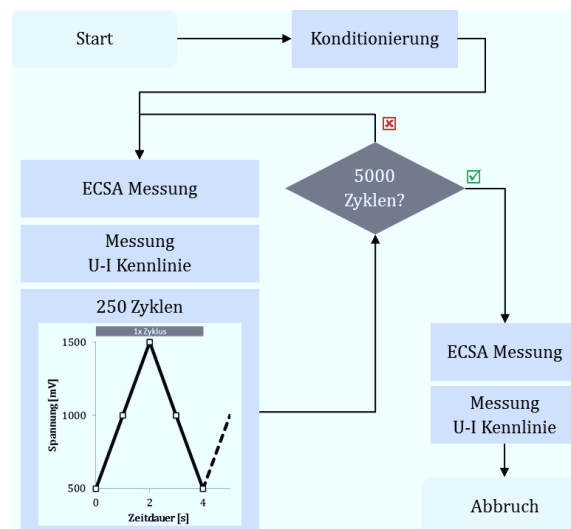 Start
Konditionierung
ECSA Messung
5000
Zyklen?
Messung
U-I Kennlinie
250 Zyklen
1x Zyklus
1500
1000
500
Spannung [mV]
0
2
4
Zeitdauer [s]
ECSA Messung
Messung
U-I Kennlinie
Abbruch